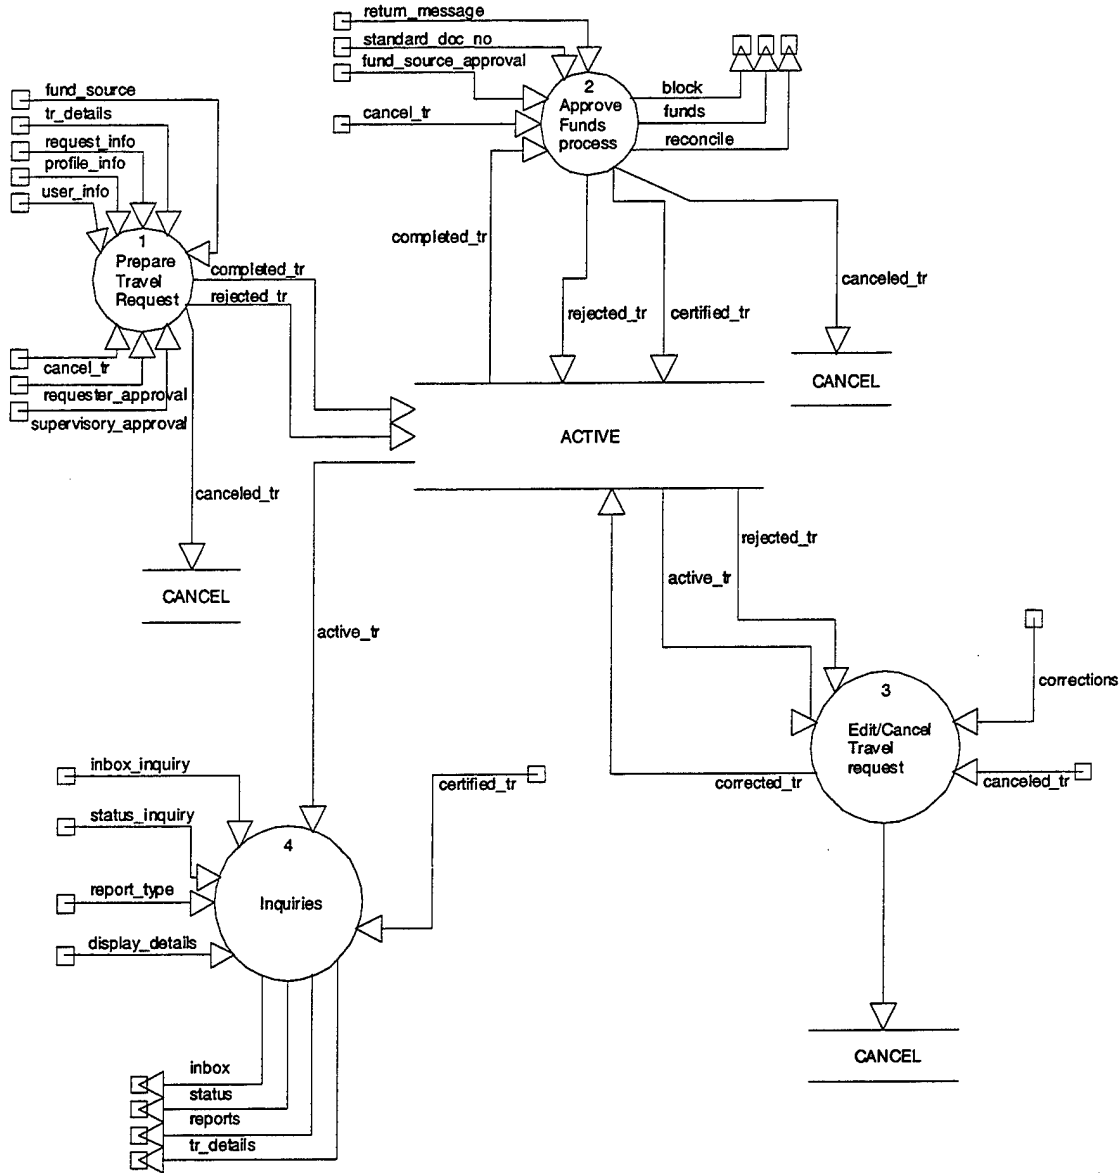 return_message
standard_doc_no
fund_source_approval
cancel_tr
2
Approve
Funds
process
block
funds
reconcile
fund_source
tr_details
request_info
profile_info
user_info
1
Prepare
Travel
Request
completed_tr
rejected_tr
cancel_tr
requester_approval
supervisory_approval
canceled_tr
CANCEL
completed_tr
rejected_tr
certified_tr
canceled_tr
CANCEL
ACTIVE
active_tr
active_tr
rejected_tr
corrected_tr
3
Edit/Cancel
Travel
request
corrections
canceled_tr
CANCEL
inbox_inquiry
status_inquiry
report_type
display_details
4
Inquiries
certified_tr
inbox
status
reports
tr_details